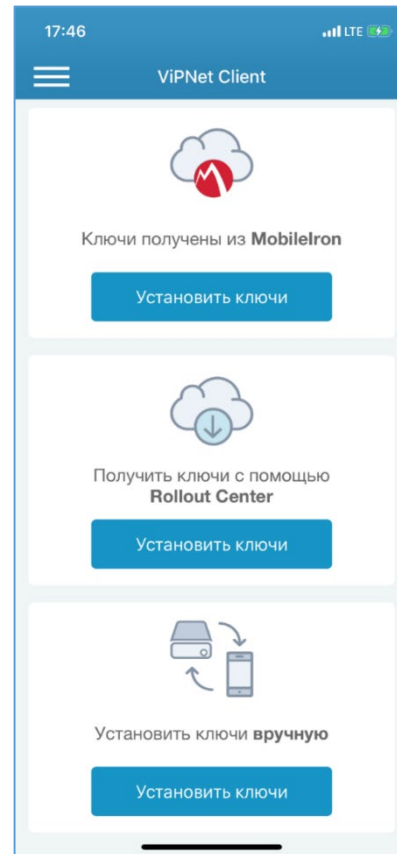 17:46
LTE
ViPNet Client
Ключи получены из MobileIron
Установить ключи
Получить ключи с помощью
Rollout Center
Установить ключи
Установить ключи вручную
Установить ключи